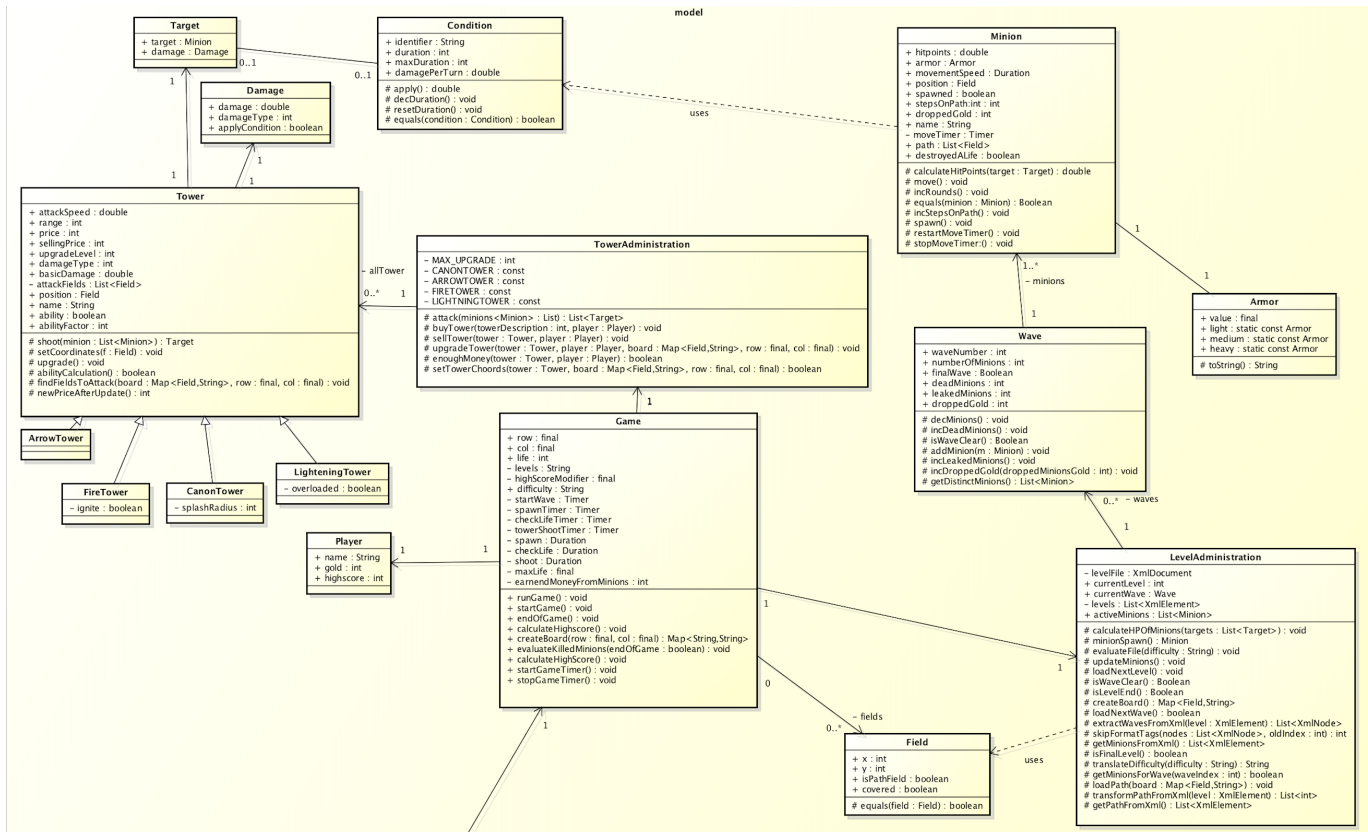 model
Target
+ target : Minion
+ damage : Damage
0..1
0..1
1
1
Condition
+ identifier : String
+ duration : int
+ maxDuration : int
+ damagePerTurn : double
# apply() : double
# decDuration() : void
# resetDuration() : void
# equals(condition : Condition) : boolean
uses
Damage
+ damage : double
+ damageType : int
+ applyCondition : boolean
1
1
Minion
+ hitpoints : double
+ armor : Armor
+ movementSpeed : Duration
+ position : Field
+ spawned : boolean
+ stepsOnPath:int : int
+ droppedGold : int
+ name : String
– moveTimer : Timer
+ path : List<Field>
+ destroyedALife : boolean
# calculateHitPoints(target : Target) : double
# move() : void
# incRounds() : void
# equals(minion : Minion) : Boolean
# incStepsOnPath() : void
# spawn() : void
# restartMoveTimer() : void
# stopMoveTimer:() : void
1
1
1..*
– minions
1
Tower
+ attackSpeed : double
+ range : int
+ price : int
+ sellingPrice : int
+ upgradeLevel : int
+ damageType : int
+ basicDamage : double
– attackFields : List<Field>
+ position : Field
+ name : String
+ ability : boolean
+ abilityFactor : int
# shoot(minion : List<Minion>) : Target
# setCoordinates(f : Field) : void
# upgrade() : void
# abilityCalculation() : boolean
# findFieldsToAttack(board : Map<Field,String>, row : final, col : final) : void
# newPriceAfterUpdate() : int
– allTower
0..*
1
TowerAdministration
– MAX_UPGRADE : int
– CANONTOWER : const
– ARROWTOWER : const
– FIRETOWER : const
– LIGHTNINGTOWER : const
# attack(minions<Minion> : List) : List<Target>
# buyTower(towerDescription : int, player : Player) : void
# sellTower(tower : Tower, player : Player) : void
# upgradeTower(tower : Tower, player : Player, board : Map<Field,String>, row : final, col : final) : void
# enoughMoney(tower : Tower, player : Player) : boolean
# setTowerChoords(tower : Tower, board : Map<Field,String>, row : final, col : final) : boolean
1
Armor
+ value : final
+ light : static const Armor
+ medium : static const Armor
+ heavy : static const Armor
# toString() : String
Wave
+ waveNumber : int
+ numberOfMinions : int
+ finalWave : Boolean
+ deadMinions : int
+ leakedMinions : int
+ droppedGold : int
# decMinions() : void
# incDeadMinions() : void
# isWaveClear() : Boolean
# addMinion(m : Minion) : void
# incLeakedMinions() : void
# incDroppedGold(droppedMinionsGold : int) : void
# getDistinctMinions() : List<Minion>
0..*
– waves
1
ArrowTower
FireTower
– ignite : boolean
CanonTower
– splashRadius : int
LighteningTower
– overloaded : boolean
Player
+ name : String
+ gold : int
+ highscore : int
1
1
Game
+ row : final
+ col : final
+ life : int
– levels : String
– highScoreModifier : final
+ difficulty : String
– startWave : Timer
– spawnTimer : Timer
– checkLifeTimer : Timer
– towerShootTimer : Timer
– spawn : Duration
– checkLife : Duration
– shoot : Duration
– maxLife : final
– earnendMoneyFromMinions : int
+ runGame() : void
+ startGame() : void
+ endOfGame() : void
+ calculateHighscore() : void
+ createBoard(row : final, col : final) : Map<String,String>
+ evaluateKilledMinions(endOfGame : boolean) : void
+ calculateHighScore() : void
+ startGameTimer() : void
+ stopGameTimer() : void
1
1
1
0
– fields
0..*
Field
+ x : int
+ y : int
+ isPathField : boolean
+ covered : boolean
# equals(field : Field) : boolean
uses
LevelAdministration
– levelFile : XmlDocument
+ currentLevel : int
+ currentWave : Wave
– levels : List<XmlElement>
+ activeMinions : List<Minion>
# calculateHPOfMinions(targets : List<Target>) : void
# minionSpawn() : Minion
# evaluateFile(difficulty : String) : void
# updateMinions() : void
# loadNextLevel() : void
# isWaveClear() : Boolean
# isLevelEnd() : Boolean
# createBoard() : Map<Field,String>
# loadNextWave() : boolean
# extractWavesFromXml(level : XmlElement) : List<XmlNode>
# skipFormatTags(nodes : List<XmlNode>, oldIndex : int) : int
# getMinionsFromXml() : List<XmlElement>
# isFinalLevel() : boolean
# translateDifficulty(difficulty : String) : String
# getMinionsForWave(waveIndex : int) : boolean
# loadPath(board : Map<Field,String>) : void
# transformPathFromXml(level : XmlElement) : List<int>
# getPathFromXml() : List<XmlElement>